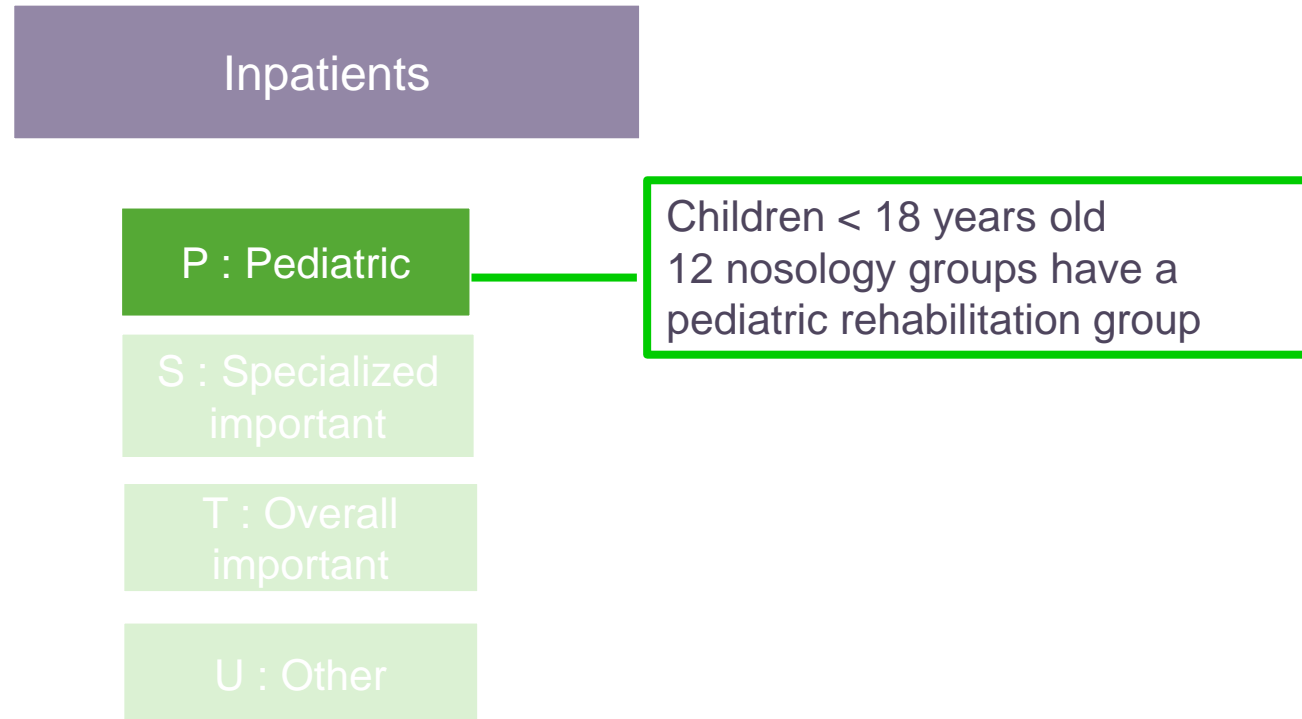 Inpatients
P : Pediatric
Children < 18 years old
12 nosology groups have a
pediatric rehabilitation group
S : Specialized
important
T : Overall
important
U : Other